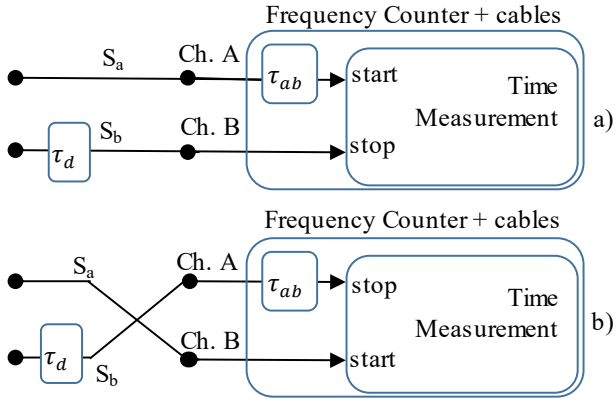 Frequency Counter + cables
Sa Ch. A τab start Time
Measurement a)
τd Sb Ch. B stop
Frequency Counter + cables
Sa Ch. A τab stop Time
Measurement b)
τd Sb Ch. B start